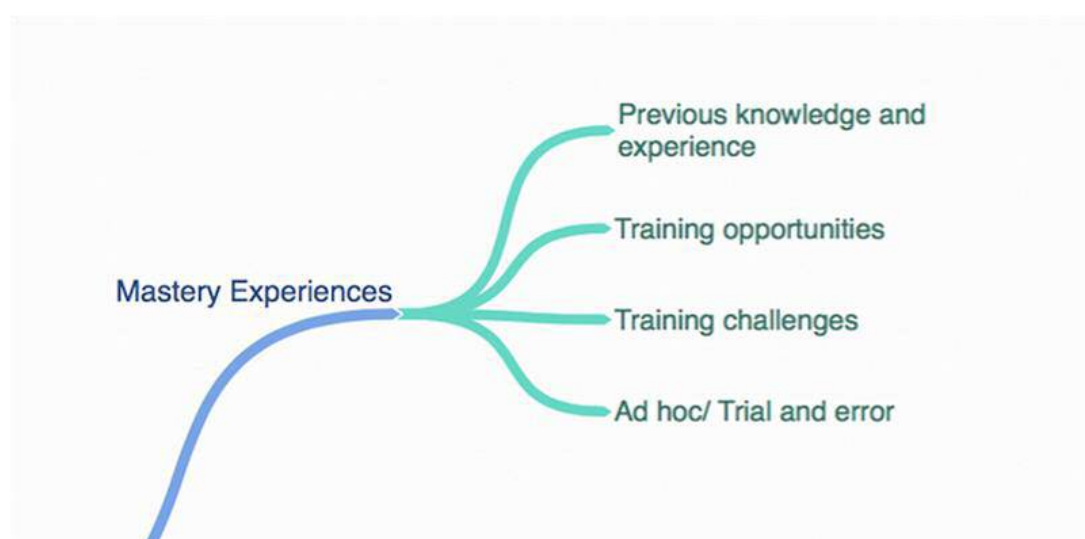 Previous knowledge and
experience
Training opportunities
Mastery Experiences
Training challenges
Ad hoc/ Trial and error